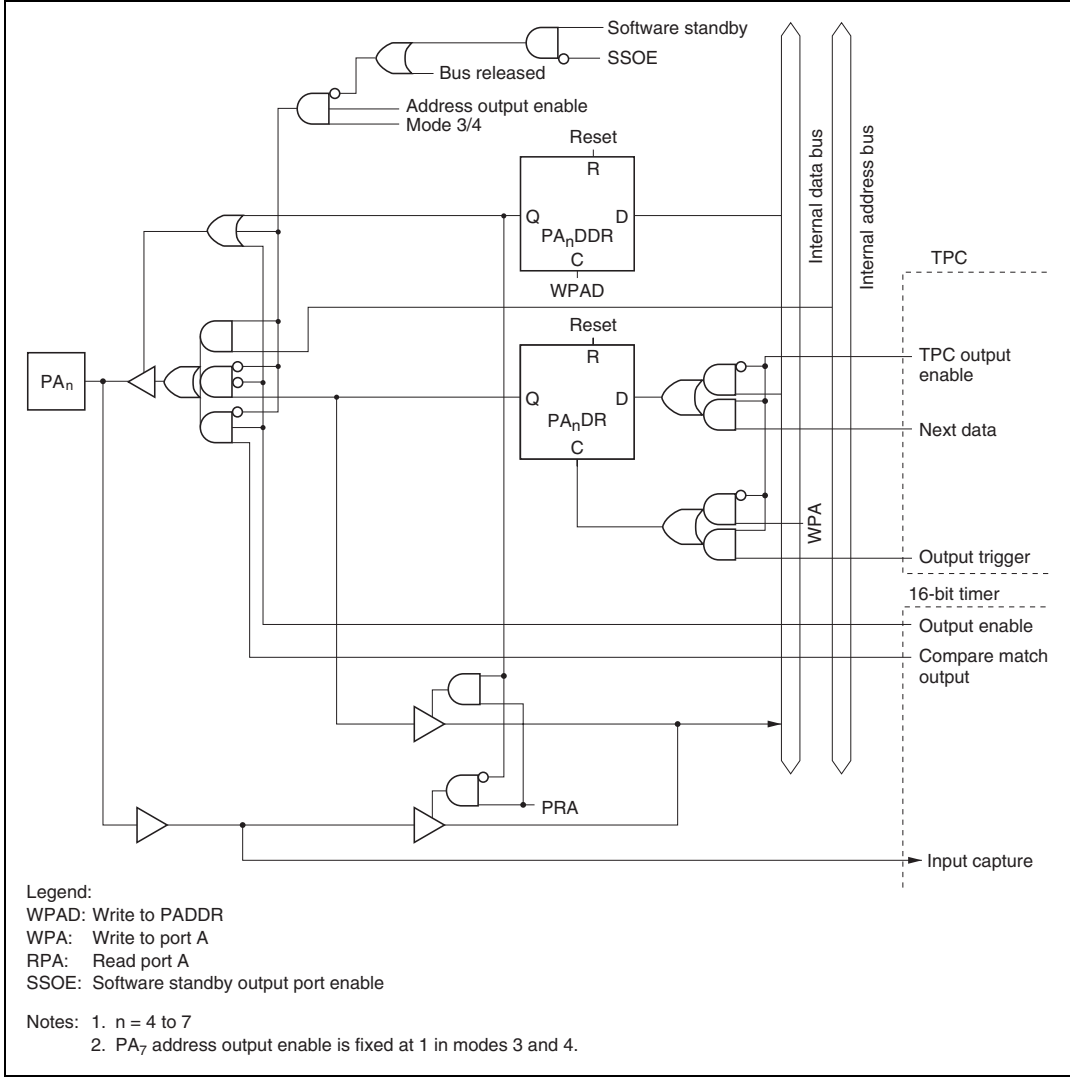 Software standby
SSOE
Bus released
Address output enable
Mode 3/4
Reset
R
Q
D
PAnDDR
C
WPAD
Internal data bus
Internal address bus
TPC
Reset
R
PAn
Q
D
PAnDR
C
TPC output
enable
Next data
WPA
Output trigger
16-bit timer
Output enable
Compare match
output
PRA
Input capture
Legend:
WPAD: Write to PADDR
WPA: Write to port A
RPA: Read port A
SSOE: Software standby output port enable
Notes: 1. n = 4 to 7
2. PA7 address output enable is fixed at 1 in modes 3 and 4.